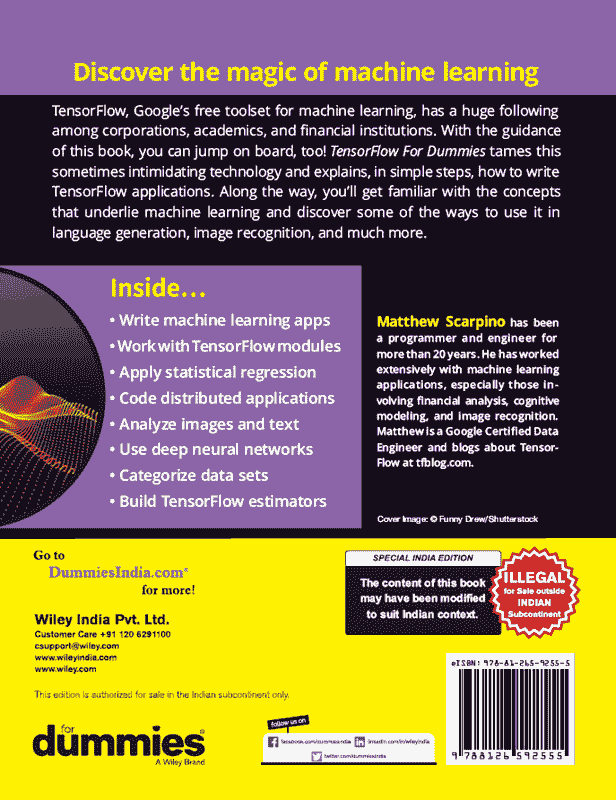 Discover the magic of machine learning
TensorFlow, Google's free toolset for machine learning, has a huge following
among corporations, academics, and financial institutions. With the guidance
of this book, you can jump on board, too! TensorFlow For Dummies tames this
sometimes intimidating technology and explains, in simple steps, how to write
TensorFlow applications. Along the way, you'll get familiar with the concepts
that underlie machine learning and discover some of the ways to use it in
language generation, image recognition, and much more.
Inside...
• Write machine learning apps
• Work with TensorFlow modules
• Apply statistical regression
• Code distributed applications
• Analyze images and text
• Use deep neural networks
• Categorize data sets
• Build TensorFlow estimators
Matthew Scarpino has been
a programmer and engineer for
more than 20 years. He has worked
extensively with machine learning
applications, especially those in-
volving financial analysis, cognitive
modeling, and image recognition.
Matthew is a Google Certified Data
Engineer and blogs about Tensor-
Flow at tfblog.com.
Cover Image: © Funny Drew/Shutterstock
Go to
DummiesIndia.com®
for more!
Wiley India Pvt. Ltd.
Customer Care +91 120 6291100
csupport@wiley.com
www.wileyindia.com
www.wiley.com
This edition is authorized for sale in the Indian subcontinent only.
for
dummies®
A Wiley Brand
follow us on
facebook.com/dummiesindia
linkedin.com/in/wileyindia
twitter.com/dummiesindia
SPECIAL INDIA EDITION
The content of this book
may have been modified
to suit Indian context.
ILLEGAL
for Sale outside
INDIAN
Subcontinent
eISBN: 978-81-265-9255-5
9 788126 592555